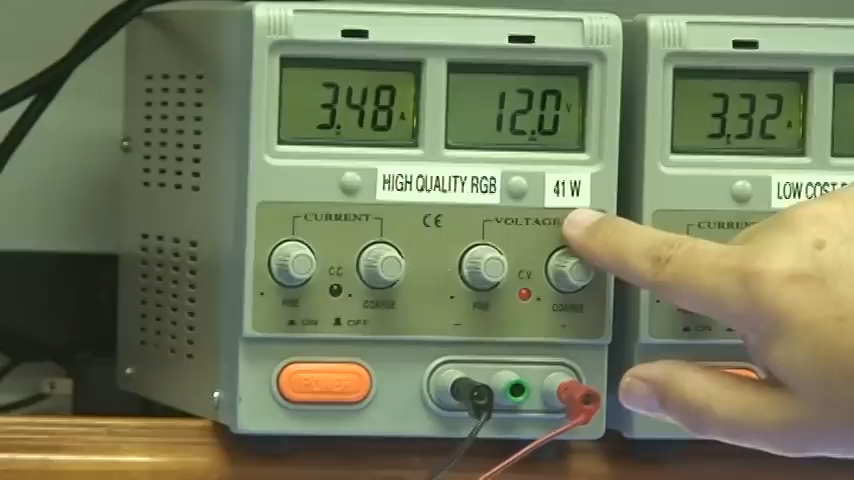 3.48 A
12.0 V
HIGH QUALITY RGB
41 W
CURRENT
CE
VOLTAGE
C.C
C.V
FINE
COARSE
FINE
COARSE
ON
OFF
POWER
3.32 A
LOW COST
CURRENT